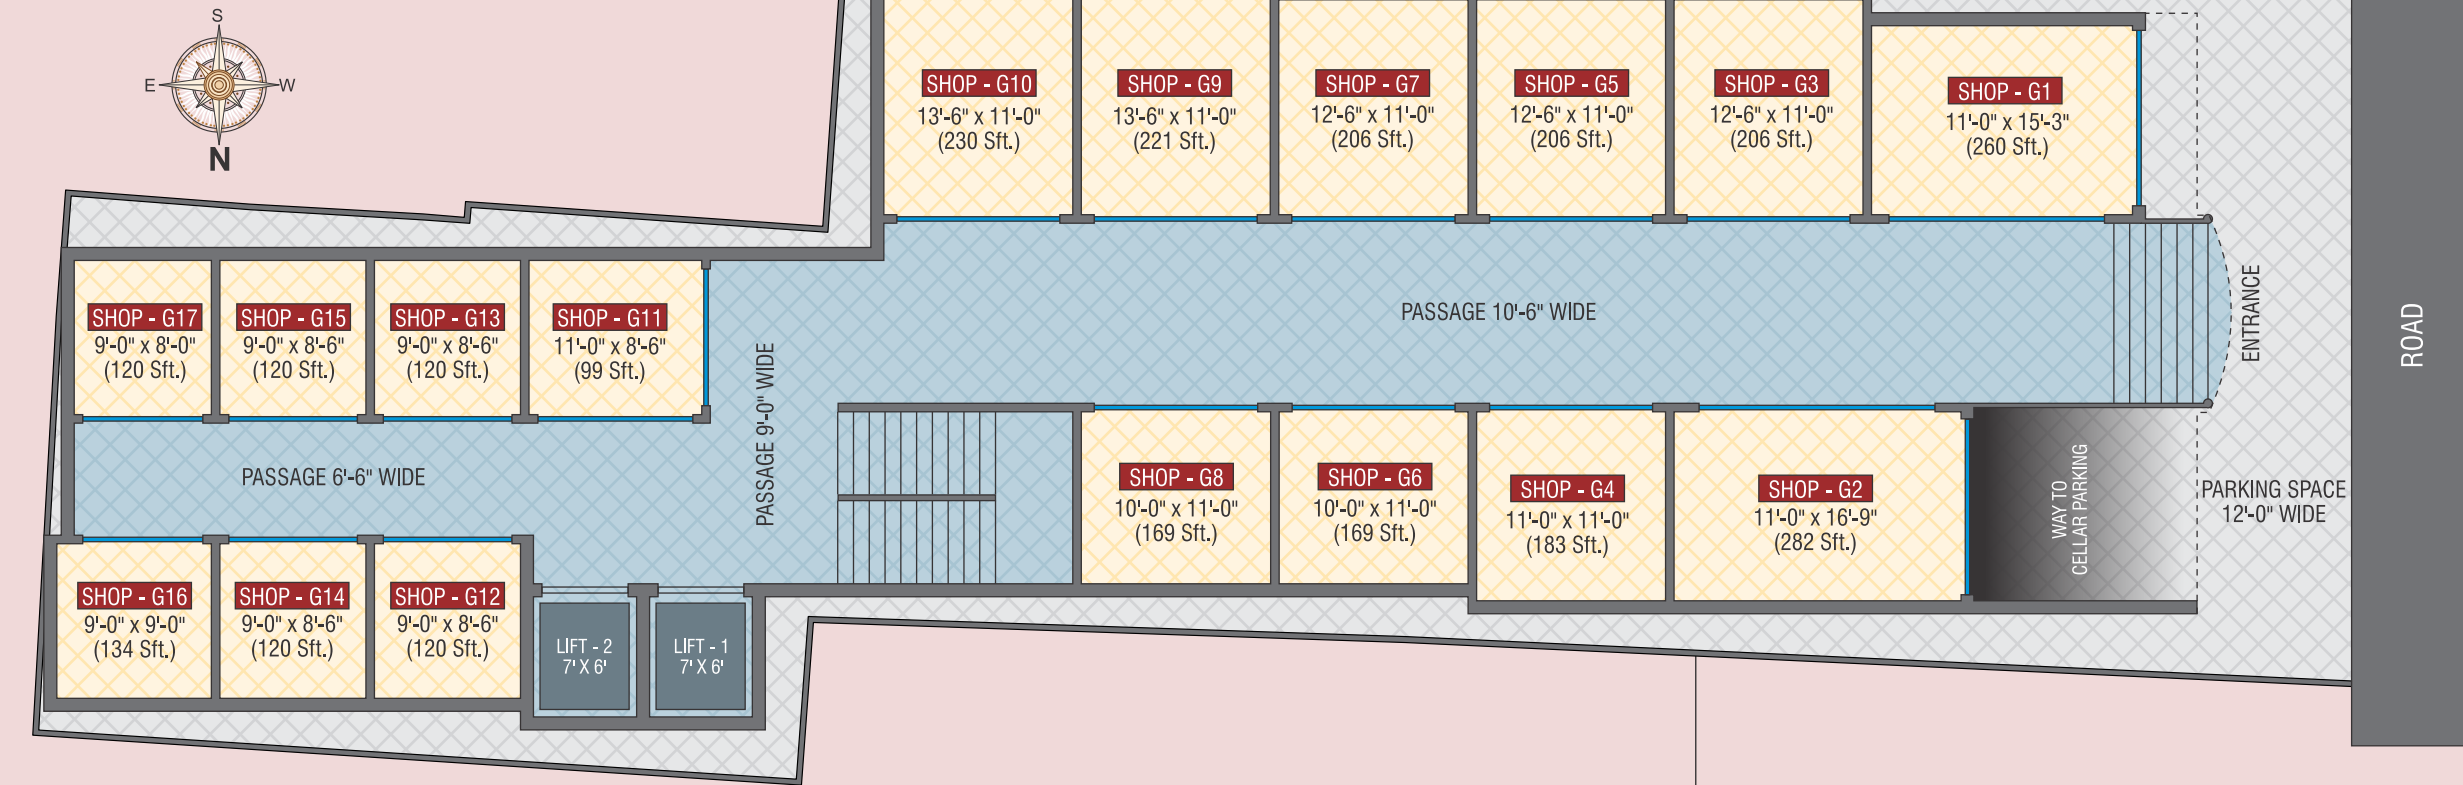 S
E
W
N
SHOP - G10
13'-6" x 11'-0"
(230 Sft.)
SHOP - G9
13'-6" x 11'-0"
(221 Sft.)
SHOP - G7
12'-6" x 11'-0"
(206 Sft.)
SHOP - G5
12'-6" x 11'-0"
(206 Sft.)
SHOP - G3
12'-6" x 11'-0"
(206 Sft.)
SHOP - G1
11'-0" x 15'-3"
(260 Sft.)
SHOP - G17
9'-0" x 8'-0"
(120 Sft.)
SHOP - G15
9'-0" x 8'-6"
(120 Sft.)
SHOP - G13
9'-0" x 8'-6"
(120 Sft.)
SHOP - G11
11'-0" x 8'-6"
(99 Sft.)
PASSAGE 9'-0" WIDE
PASSAGE 10'-6" WIDE
ENTRANCE
ROAD
PASSAGE 6'-6" WIDE
SHOP - G8
10'-0" x 11'-0"
(169 Sft.)
SHOP - G6
10'-0" x 11'-0"
(169 Sft.)
SHOP - G4
11'-0" x 11'-0"
(183 Sft.)
SHOP - G2
11'-0" x 16'-9"
(282 Sft.)
WAY TO
CELLAR PARKING
PARKING SPACE
12'-0" WIDE
SHOP - G16
9'-0" x 9'-0"
(134 Sft.)
SHOP - G14
9'-0" x 8'-6"
(120 Sft.)
SHOP - G12
9'-0" x 8'-6"
(120 Sft.)
LIFT - 2
7' X 6'
LIFT - 1
7' X 6'